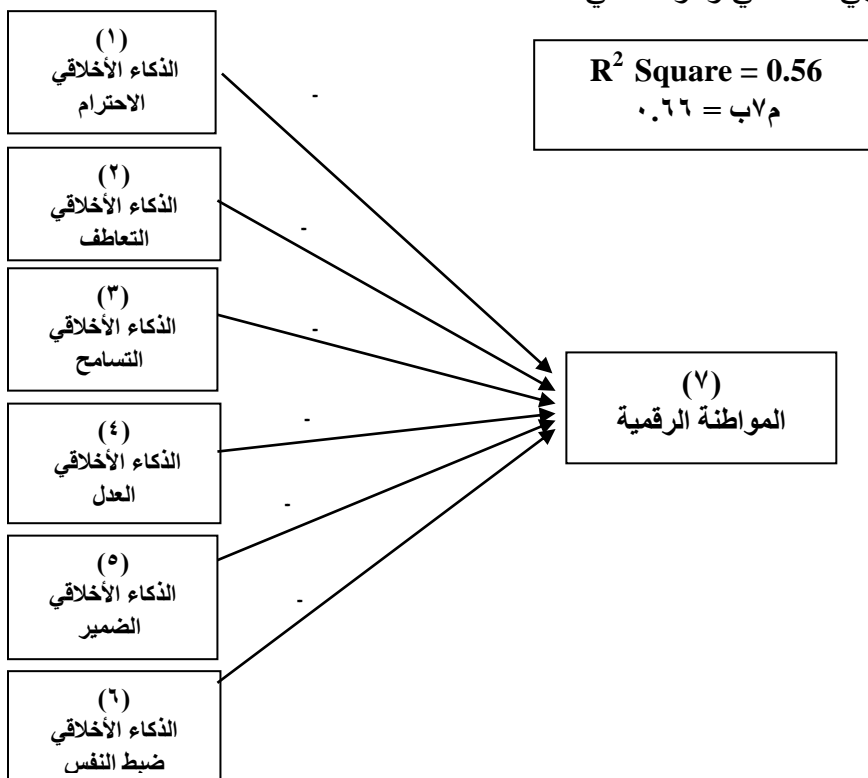 R² Square = 0.56
م٧ب = ٠.٦٦
(١)
الذكاء الأخلاقي
الاحترام
(٢)
الذكاء الأخلاقي
التعاطف
(٣)
الذكاء الأخلاقي
التسامح
(٤)
الذكاء الأخلاقي
العدل
(٥)
الذكاء الأخلاقي
الضمير
(٦)
الذكاء الأخلاقي
ضبط النفس
(٧)
المواطنة الرقمية
-
-
-
-
-
-